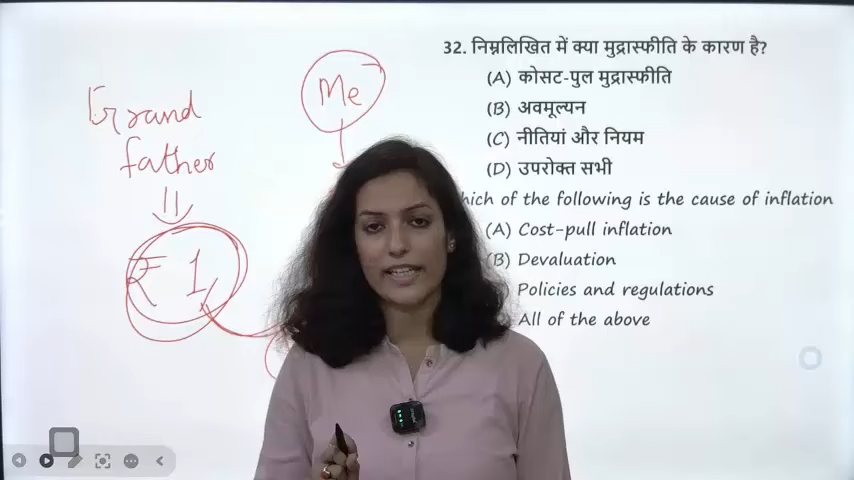 32. निम्नलिखित में क्या मुद्रास्फीति के कारण है?
(A) कोसट-पुल मुद्रास्फीति
(B) अवमूल्यन
(C) नीतियां और नियम
(D) उपरोक्त सभी
of the following is the cause of inflation
(A) Cost-pull inflation
(B) Devaluation
Policies and regulations
All of the above
Grand
father
₹ 1
Me